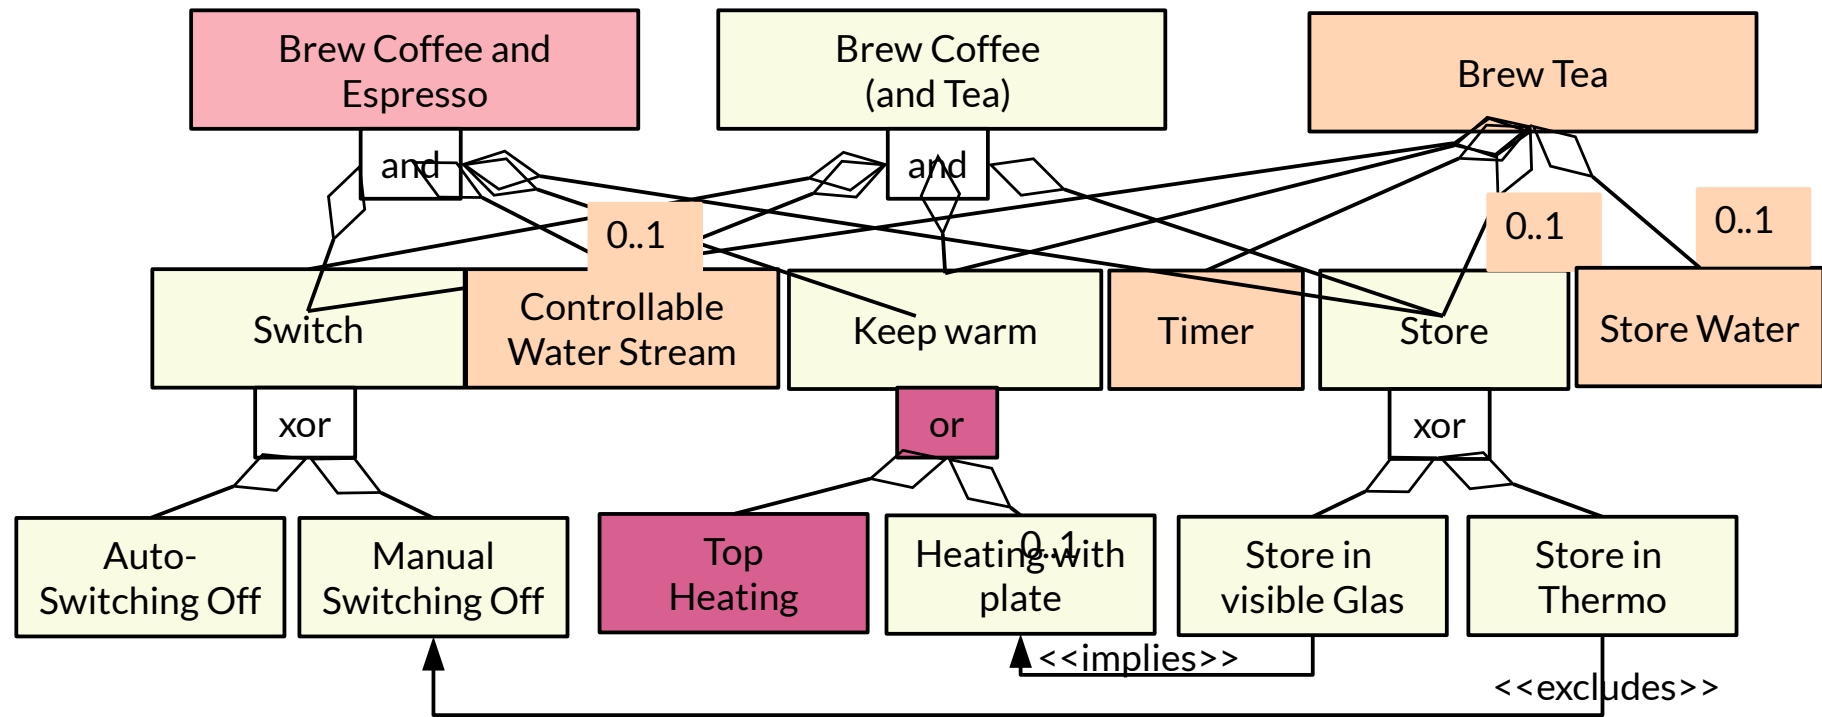 Brew Coffee and
Espresso
Brew Coffee
(and Tea)
Brew Tea
and
and
0..1
0..1
0..1
Switch
Controllable
Water Stream
Keep warm
Timer
Store
Store Water
xor
or
xor
Auto-
Switching Off
Manual
Switching Off
Top
Heating
Heating with
plate
0..1
Store in
visible Glas
Store in
Thermo
<<implies>>
<<excludes>>